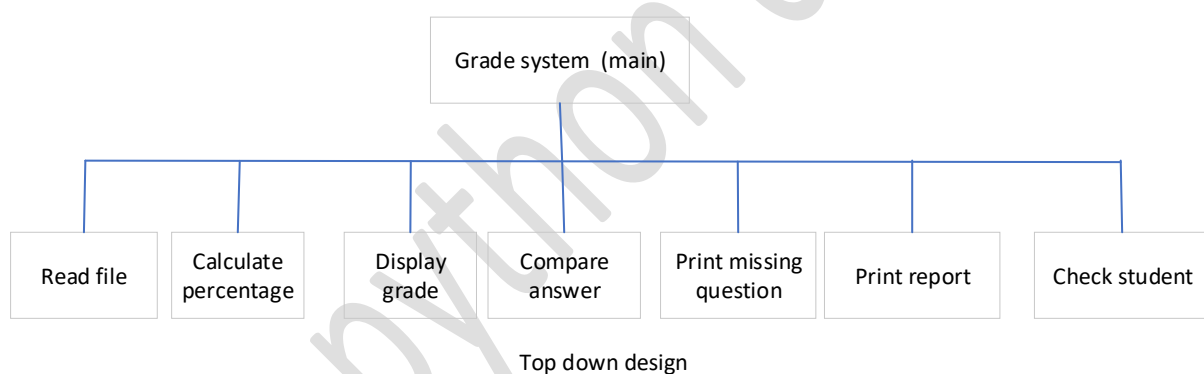 Grade system (main)
Read file
Calculate
percentage
Display
grade
Compare
answer
Print missing
question
Print report
Check student
Top down design
python